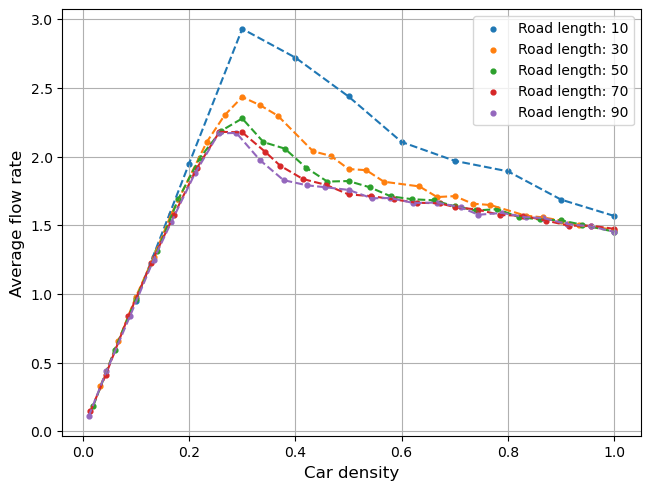 Road length: 10
Road length: 30
Road length: 50
Road length: 70
Road length: 90
3.0
2.5
2.0
1.5
1.0
0.5
0.0
Average flow rate
0.0 0.2 0.4 0.6 0.8 1.0
Car density